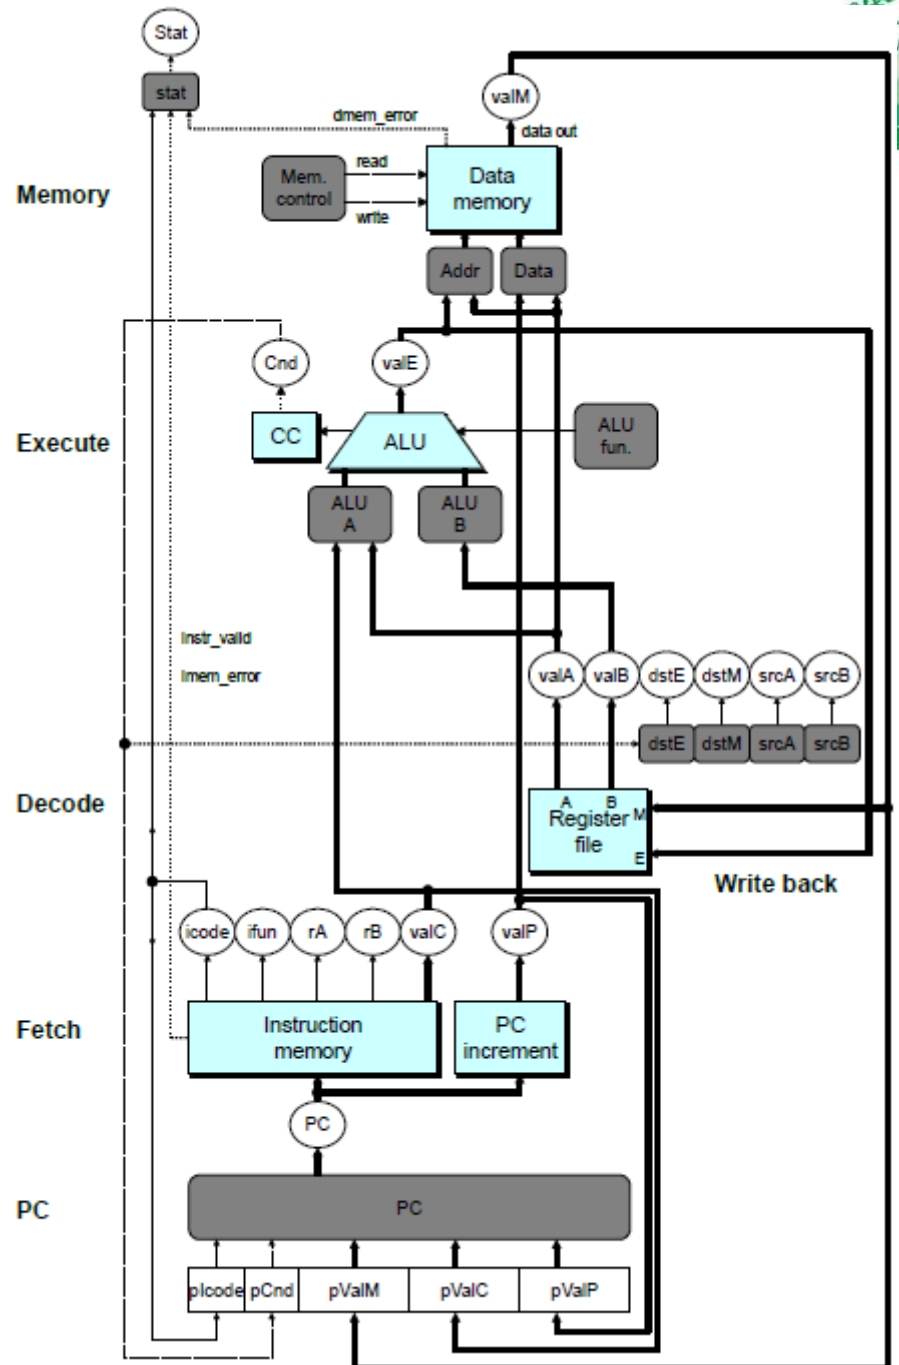 Stat
stat
valM
dmem_error
data out
Memory
Mem.
control
read
write
Data
memory
Addr
Data
Cnd
valE
Execute
CC
ALU
ALU
fun.
ALU
A
ALU
B
instr_valid
imem_error
valA
valB
dstE
dstM
srcA
srcB
dstE
dstM
srcA
srcB
Decode
A
B
M
Register
file
E
Write back
icode
ifun
rA
rB
valC
valP
Fetch
Instruction
memory
PC
increment
PC
PC
PC
pIcode
pCnd
pValM
pValC
pValP